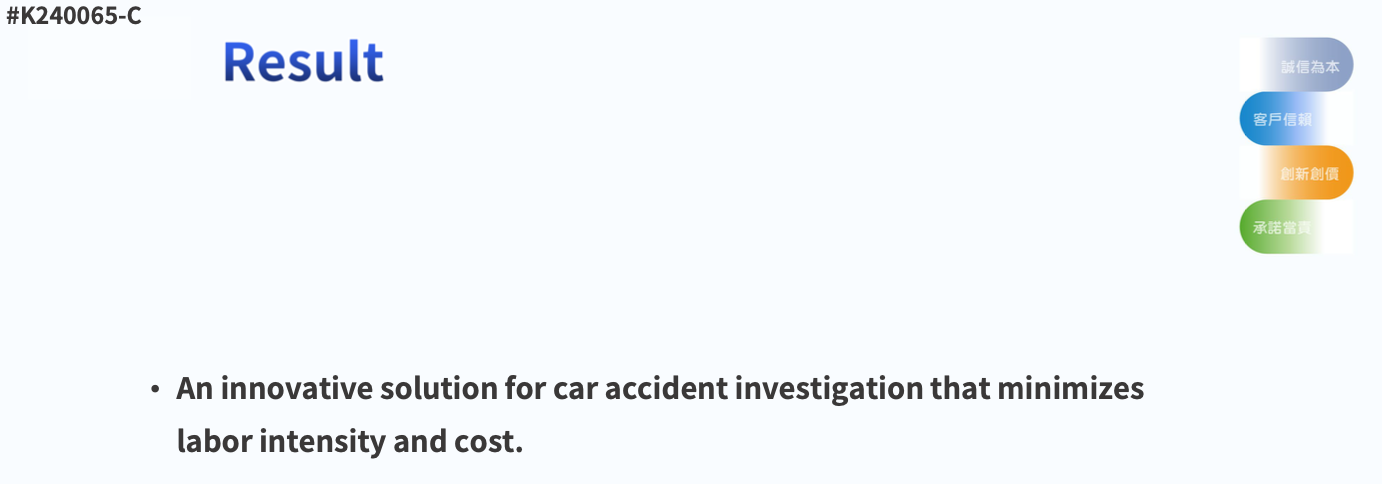 #K240065-C
Result
誠信為本
客戶信賴
創新創價
承諾當責
• An innovative solution for car accident investigation that minimizes
labor intensity and cost.